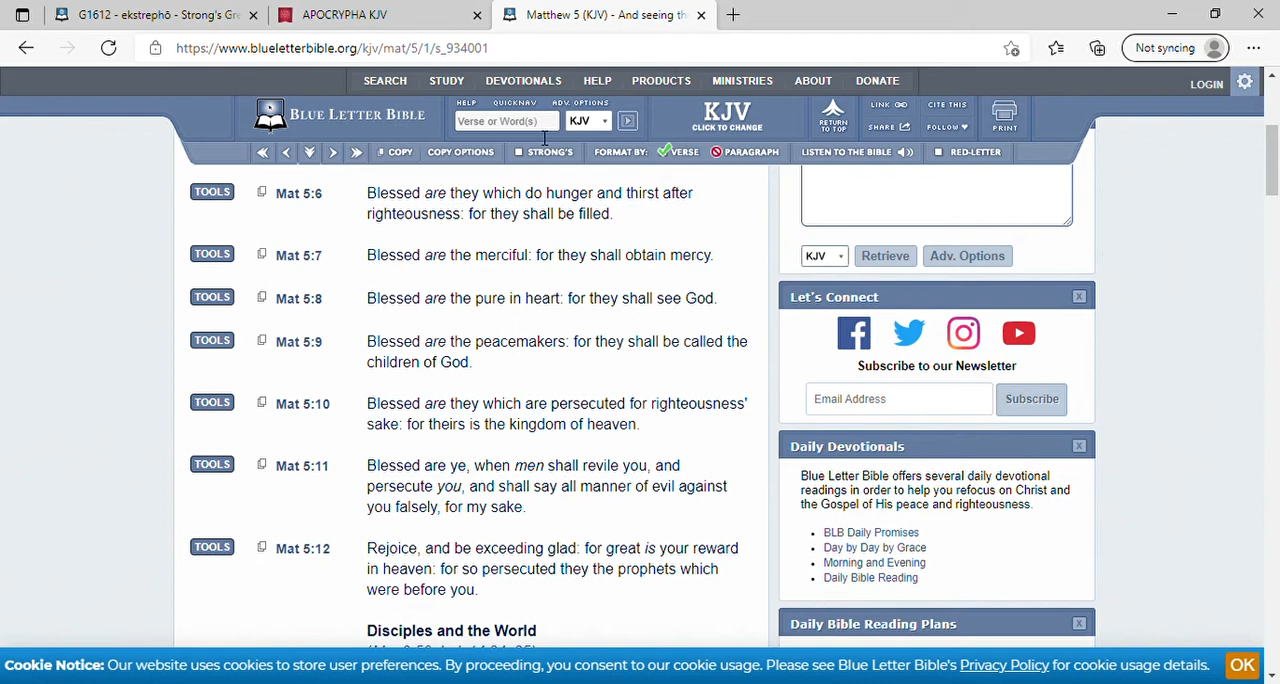 G1612 - ekstrephō - Strong's Gre
APOCRYPHA KJV
Matthew 5 (KJV) - And seeing th
https://www.blueletterbible.org/kjv/mat/5/1/s_934001
Not syncing
SEARCH STUDY DEVOTIONALS HELP PRODUCTS MINISTRIES ABOUT DONATE
LOGIN
BLUE LETTER BIBLE
HELP QUICKNAV ADV. OPTIONS
Verse or Word(s) KJV
KJV
CLICK TO CHANGE
RETURN TO TOP
LINK CITE THIS
SHARE FOLLOW
PRINT
COPY COPY OPTIONS STRONG'S FORMAT BY: VERSE PARAGRAPH LISTEN TO THE BIBLE RED-LETTER
TOOLS Mat 5:6 Blessed are they which do hunger and thirst after
righteousness: for they shall be filled.
TOOLS Mat 5:7 Blessed are the merciful: for they shall obtain mercy.
TOOLS Mat 5:8 Blessed are the pure in heart: for they shall see God.
TOOLS Mat 5:9 Blessed are the peacemakers: for they shall be called the
children of God.
TOOLS Mat 5:10 Blessed are they which are persecuted for righteousness'
sake: for theirs is the kingdom of heaven.
TOOLS Mat 5:11 Blessed are ye, when men shall revile you, and
persecute you, and shall say all manner of evil against
you falsely, for my sake.
TOOLS Mat 5:12 Rejoice, and be exceeding glad: for great is your reward
in heaven: for so persecuted they the prophets which
were before you.
Disciples and the World
KJV Retrieve Adv. Options
Let's Connect
Subscribe to our Newsletter
Email Address Subscribe
Daily Devotionals
Blue Letter Bible offers several daily devotional
readings in order to help you refocus on Christ and
the Gospel of His peace and righteousness.
BLB Daily Promises
Day by Day by Grace
Morning and Evening
Daily Bible Reading
Daily Bible Reading Plans
Cookie Notice: Our website uses cookies to store user preferences. By proceeding, you consent to our cookie usage. Please see Blue Letter Bible's Privacy Policy for cookie usage details. OK